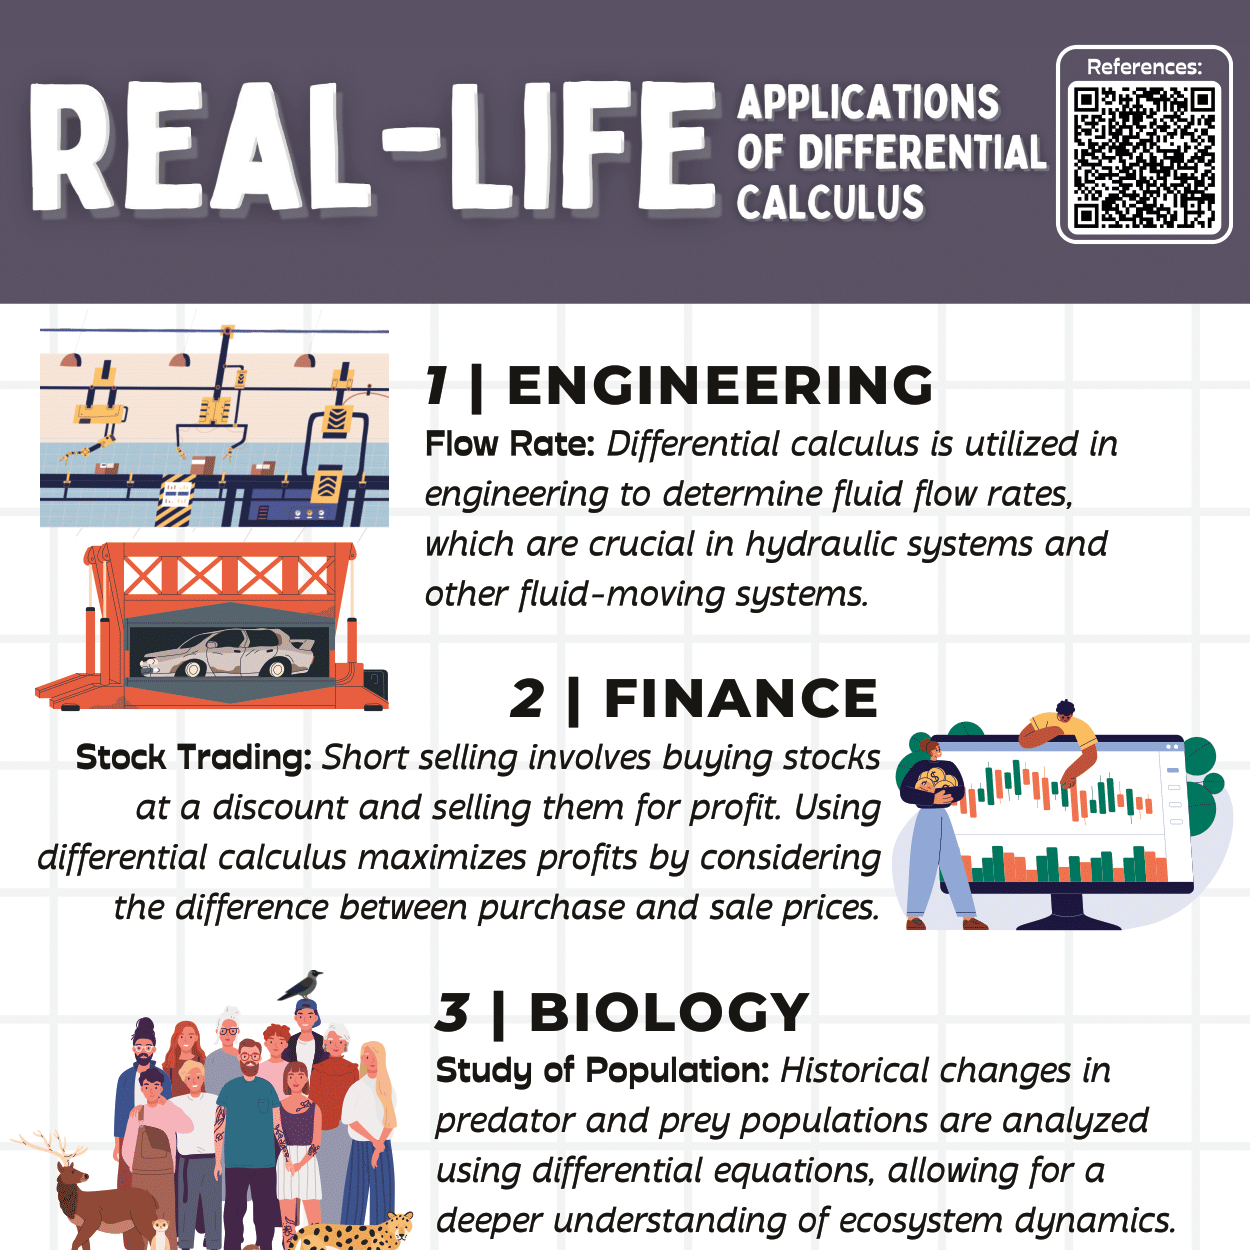 REAL-LIFE
APPLICATIONS
OF DIFFERENTIAL
CALCULUS
References:
1 | ENGINEERING
Flow Rate: Differential calculus is utilized in
engineering to determine fluid flow rates,
which are crucial in hydraulic systems and
other fluid-moving systems.
2 | FINANCE
Stock Trading: Short selling involves buying stocks
at a discount and selling them for profit. Using
differential calculus maximizes profits by considering
the difference between purchase and sale prices.
3 | BIOLOGY
Study of Population: Historical changes in
predator and prey populations are analyzed
using differential equations, allowing for a
deeper understanding of ecosystem dynamics.